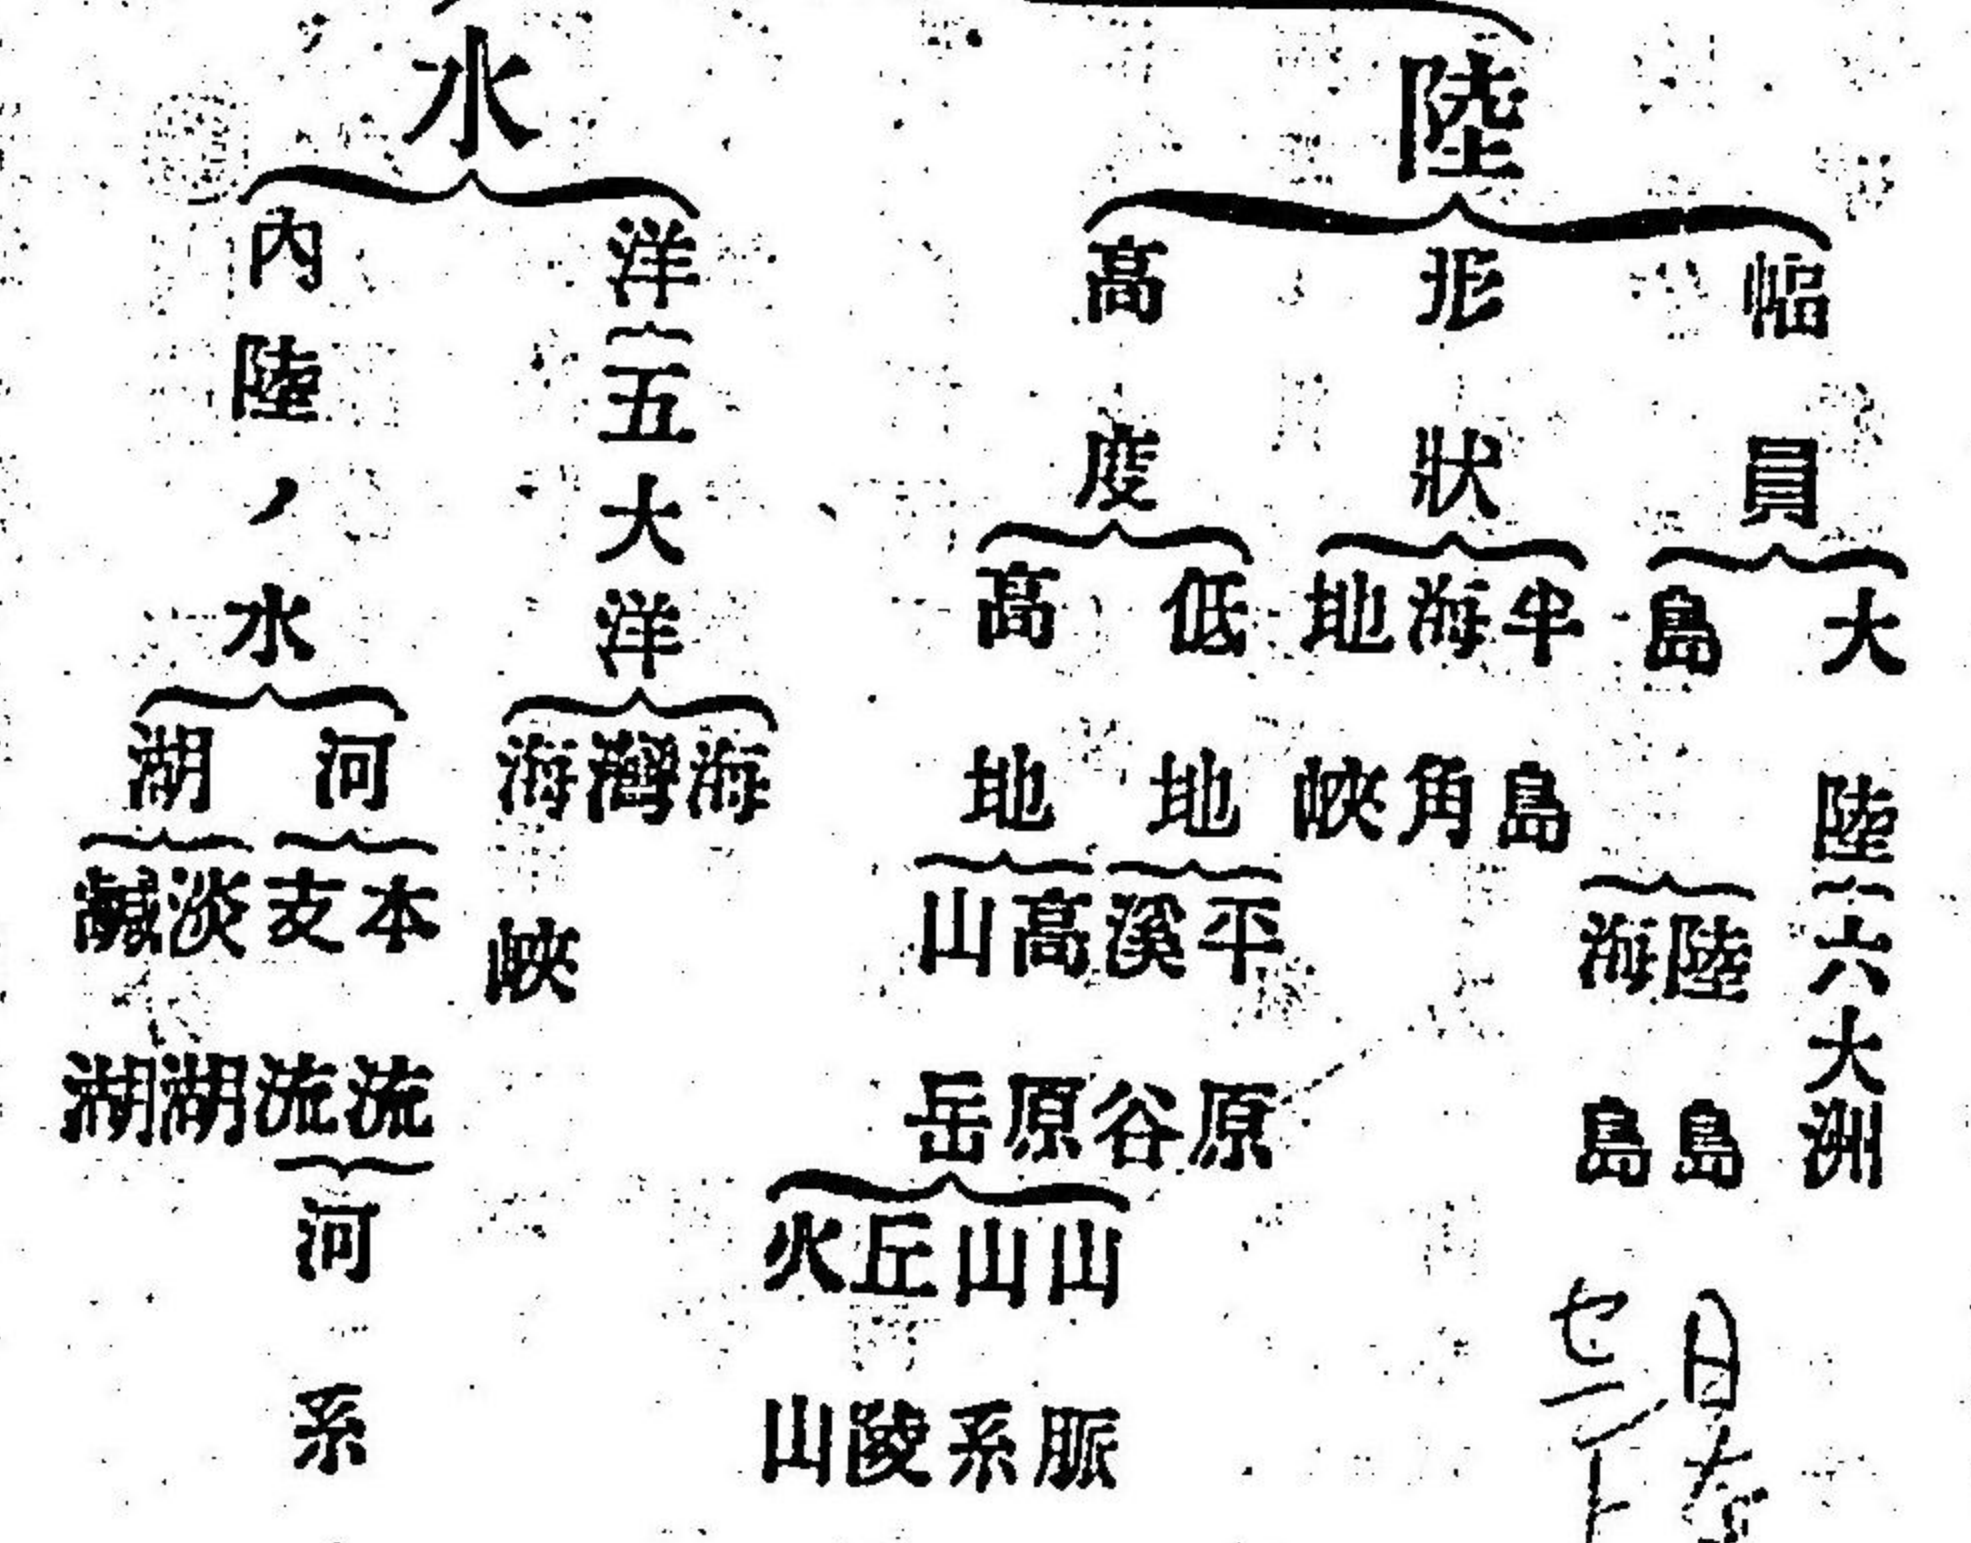 陸
幅員
大陸
六大洲
島
陸島
海島
形状
半島
海角
地峽
高度
低地
平原
溪谷
高地
高原
山岳
山脈
山系
丘陵
火山
水
洋
五大洋
海
灣
海峽
内陸ノ水
河
本流
支流
河系
湖
淡湖
鹹湖